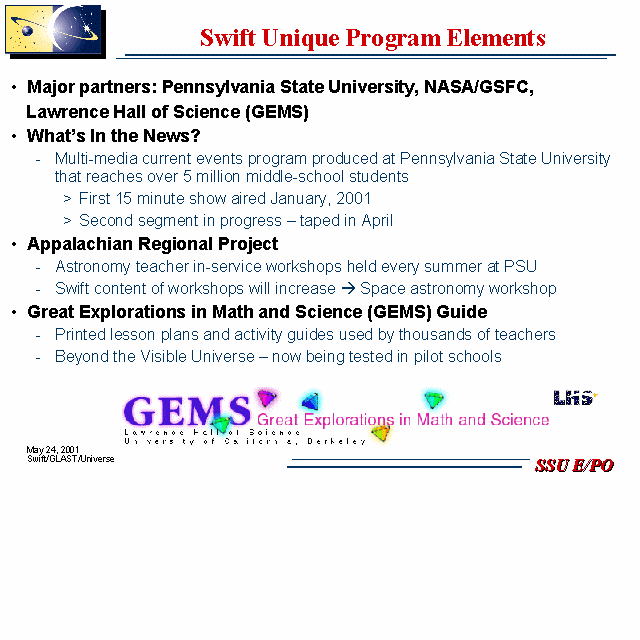 Swift Unique Program Elements
• Major partners: Pennsylvania State University, NASA/GSFC,
Lawrence Hall of Science (GEMS)
• What's In the News?
- Multi-media current events program produced at Pennsylvania State University
that reaches over 5 million middle-school students
> First 15 minute show aired January, 2001
> Second segment in progress – taped in April
• Appalachian Regional Project
- Astronomy teacher in-service workshops held every summer at PSU
- Swift content of workshops will increase → Space astronomy workshop
• Great Explorations in Math and Science (GEMS) Guide
- Printed lesson plans and activity guides used by thousands of teachers
- Beyond the Visible Universe – now being tested in pilot schools
LHS
GEMS Great Explorations in Math and Science
Lawrence Hall of Science
University of California, Berkeley
May 24, 2001
Swift/GLAST/Universe
SSU E/PO